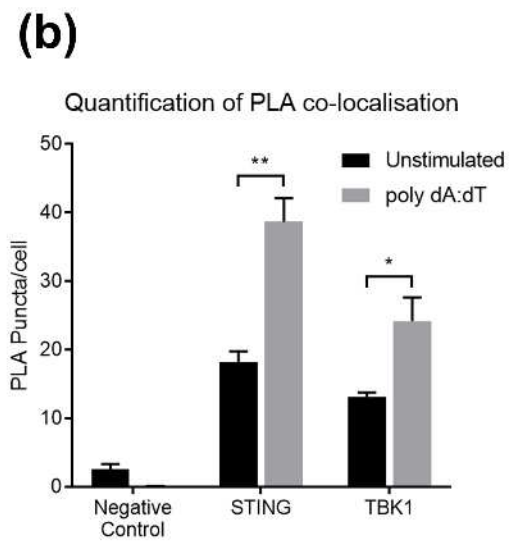 (b)
Quantification of PLA co-localisation
Unstimulated
poly dA:dT
PLA Puncta/cell
50
40
30
20
10
0
**
*
Negative
Control
STING
TBK1